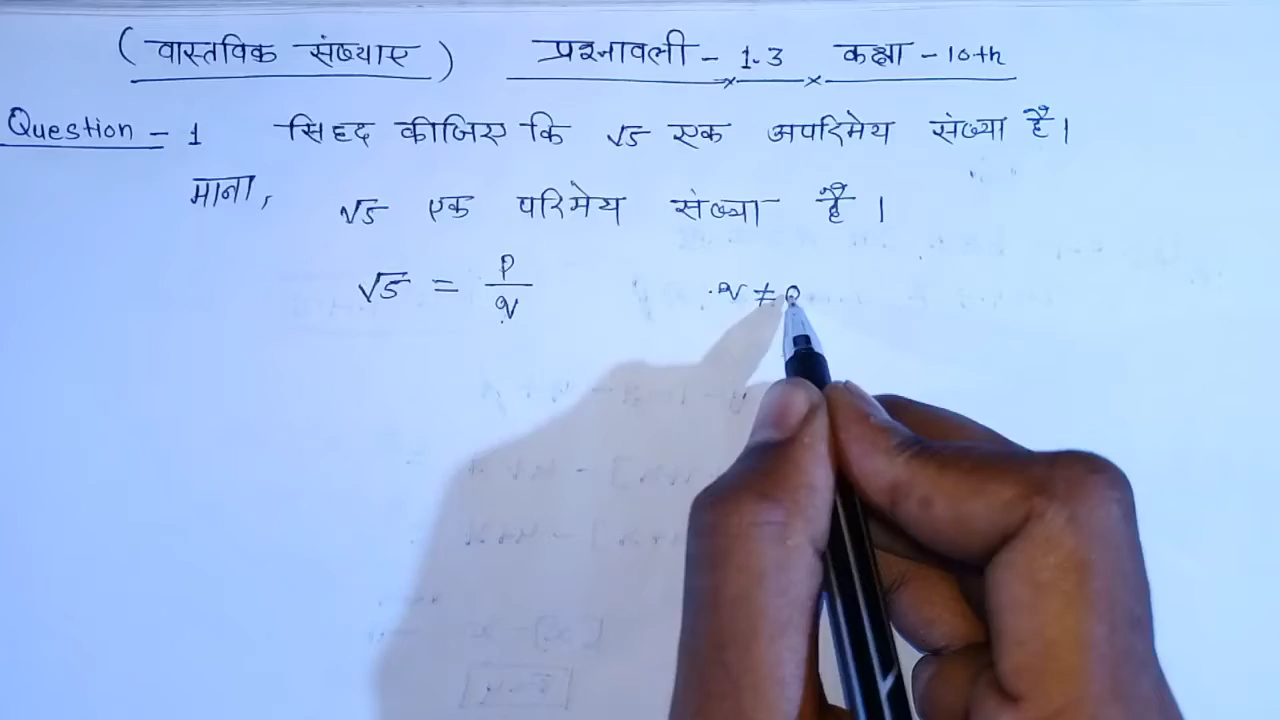 (वास्तविक संख्याए) प्रश्नावली - 1.3 कक्षा - 10th
Question - 1 सिद्द कीजिए कि √5 एक अपरिमेय संख्या है।
माना, √5 एक परिमेय संख्या है।
√5 = p/q q ≠ 0